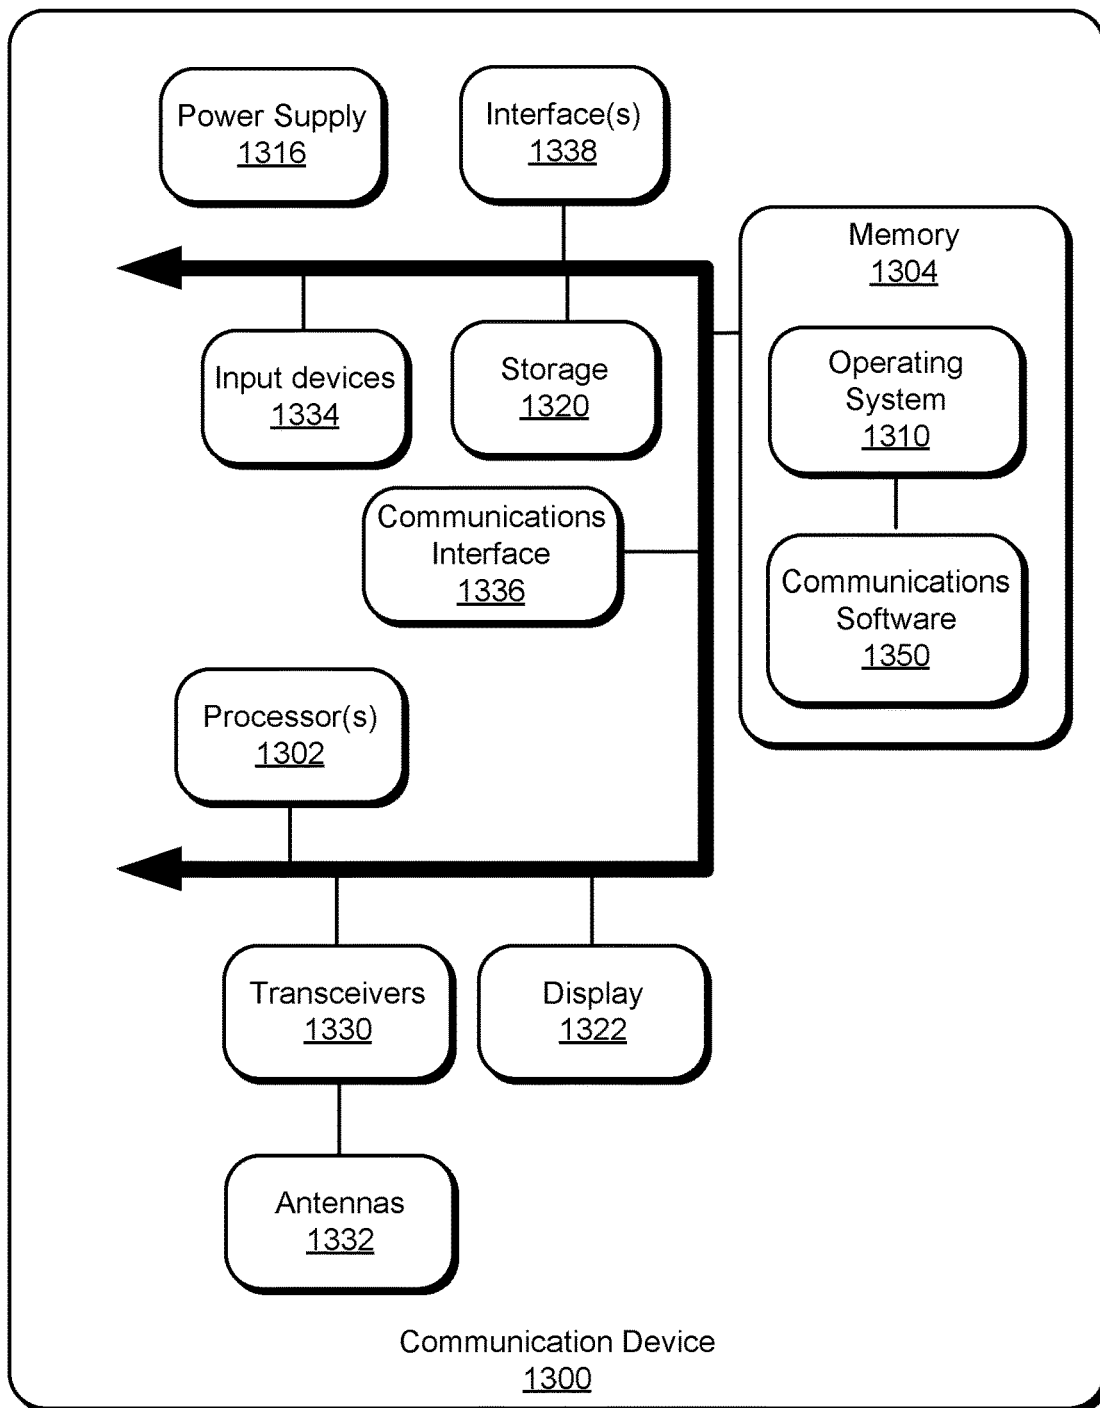 Power Supply
1316
Interface(s)
1338
Memory
1304
Input devices
1334
Storage
1320
Operating
System
1310
Communications
Interface
1336
Communications
Software
1350
Processor(s)
1302
Transceivers
1330
Display
1322
Antennas
1332
Communication Device
1300